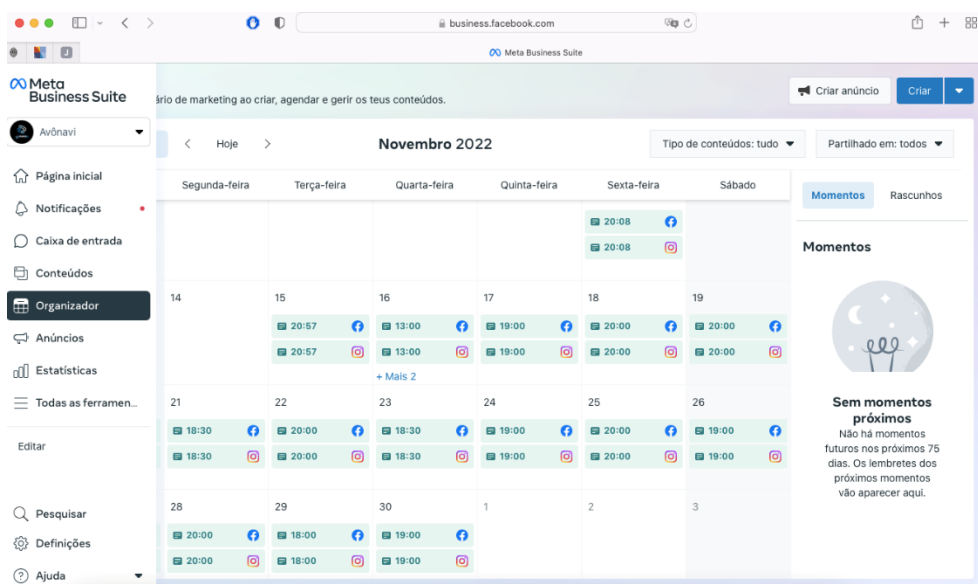 business.facebook.com
Meta Business Suite
Meta
Business Suite
Avônavi
Página inicial
Notificações
Caixa de entrada
Conteúdos
Organizador
Anúncios
Estatísticas
Todas as ferramen...
Editar
Pesquisar
Definições
Ajuda
ário de marketing ao criar, agendar e gerir os teus conteúdos.
Criar anúncio
Criar
Hoje
Novembro 2022
Tipo de conteúdos: tudo
Partilhado em: todos
Segunda-feira Terça-feira Quarta-feira Quinta-feira Sexta-feira Sábado
20:08
20:08
14 15 16 17 18 19
20:57 13:00 19:00 20:00 20:00
20:57 13:00 19:00 20:00 20:00
+ Mais 2
21 22 23 24 25 26
18:30 20:00 18:30 19:00 20:00 19:00
18:30 20:00 18:30 19:00 20:00 19:00
28 29 30 1 2 3
20:00 18:00 19:00
20:00 18:00 19:00
Momentos Rascunhos
Momentos
Sem momentos
próximos
Não há momentos
futuros nos próximos 75
dias. Os lembretes dos
próximos momentos
vão aparecer aqui.